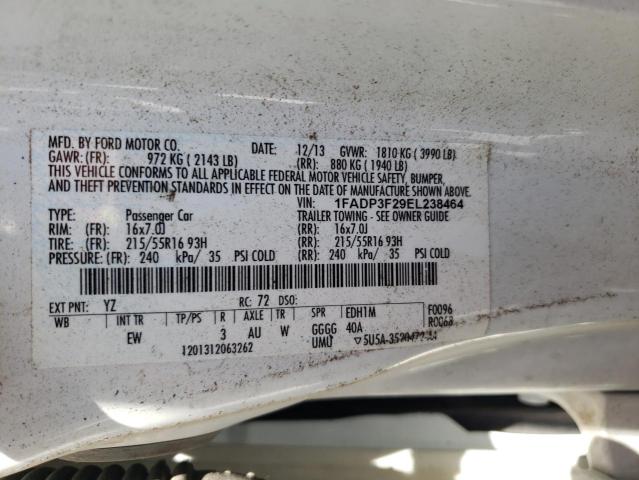 MFD. BY FORD MOTOR CO.
DATE: 12/13 GVWR: 1810 KG (3990 LB)
GAWR: (FR) 972 KG (2143 LB) (RR) 880 KG (1940 LB)
THIS VEHICLE CONFORMS TO ALL APPLICABLE FEDERAL MOTOR VEHICLE SAFETY, BUMPER,
AND THEFT PREVENTION STANDARDS IN EFFECT ON THE DATE OF MANUFACTURE SHOWN ABOVE.
VIN: 1FADP3F29EL238464
TYPE: Passenger Car TRAILER TOWING - SEE OWNER GUIDE
RIM: (FR) 16x7.0J (RR): 16x7.0J
TIRE: (FR) 215/55R16 93H (RR): 215/55R16 93H
PRESSURE: (FR) 240 kPa/ 35 PSI COLD (RR): 240 kPa/ 35 PSI COLD
EXT PNT: YZ RC: 72 DSO:
WB INT TR TP/PS R AXLE TR SPR EDH1M F0096
EW 3 AU W GGGG 40A R0068
1201312063262 UMU ▽5U5A-3520472-AA